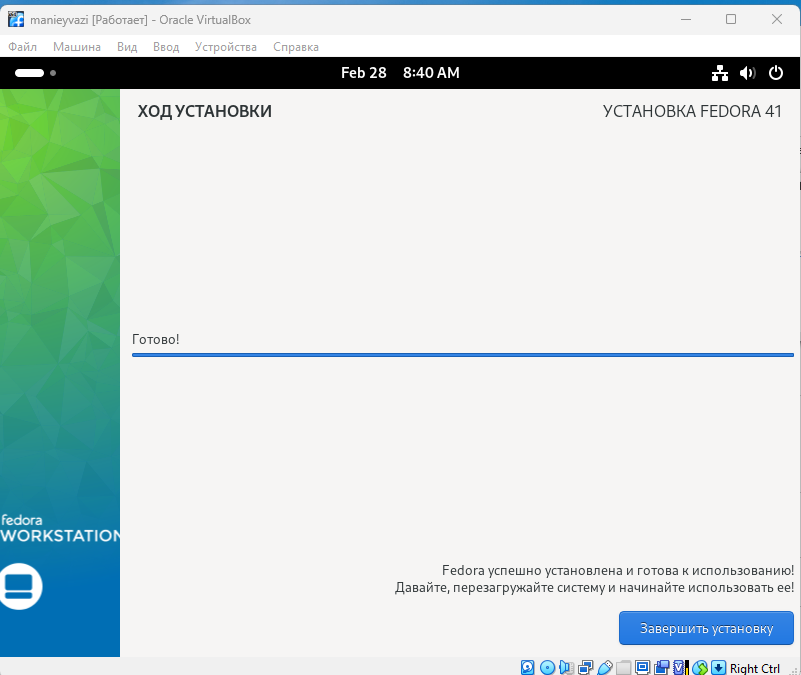 manieyvazi [Работает] - Oracle VirtualBox
Файл Машина Вид Ввод Устройства Справка
Feb 28 8:40 AM
ХОД УСТАНОВКИ
УСТАНОВКА FEDORA 41
Готово!
fedora
WORKSTATION
Fedora успешно установлена и готова к использованию!
Давайте, перезагружайте систему и начинайте использовать ее!
Завершить установку
Right Ctrl